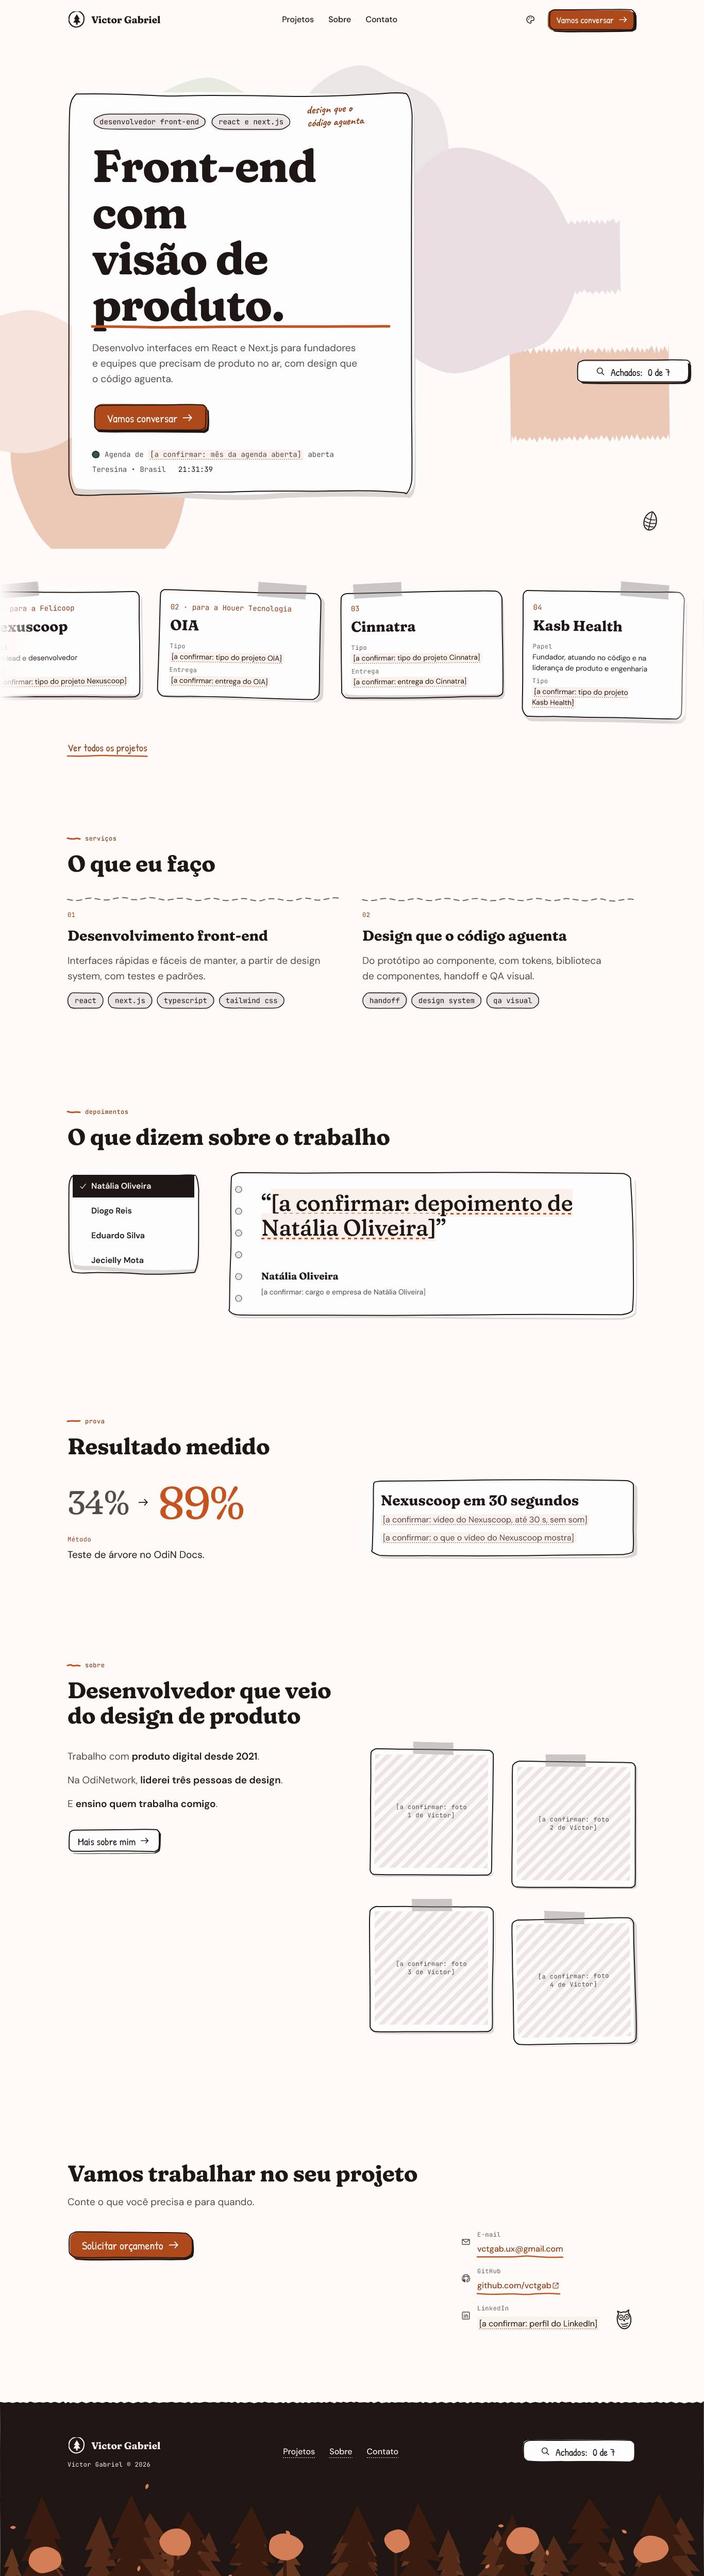 Victor Gabriel
Projetos Sobre Contato
Vamos conversar
desenvolvedor front-end
react e next.js
design que o
código aguenta
Front-end
com
visão de
produto.
Desenvolvo interfaces em React e Next.js para fundadores
e equipes que precisam de produto no ar, com design que
o código aguenta.
Vamos conversar
Agenda de [a confirmar: mês da agenda aberta] aberta
Teresina • Brasil 21:31:39
Achados: 0 de 7
para a Felicoop
exuscoop
lead e desenvolvedor
onfirmar: tipo do projeto Nexuscoop]
02 · para a Houer Tecnologia
OIA
Tipo
[a confirmar: tipo do projeto OIA]
Entrega
[a confirmar: entrega do OIA]
03
Cinnatra
Tipo
[a confirmar: tipo do projeto Cinnatra]
Entrega
[a confirmar: entrega do Cinnatra]
04
Kasb Health
Papel
Fundador, atuando no código e na
liderança de produto e engenharia
Tipo
[a confirmar: tipo do projeto
Kasb Health]
Ver todos os projetos
serviços
O que eu faço
01
Desenvolvimento front-end
Interfaces rápidas e fáceis de manter, a partir de design
system, com testes e padrões.
react
next.js
typescript
tailwind css
02
Design que o código aguenta
Do protótipo ao componente, com tokens, biblioteca
de componentes, handoff e QA visual.
handoff
design system
qa visual
depoimentos
O que dizem sobre o trabalho
Natália Oliveira
Diogo Reis
Eduardo Silva
Jecielly Mota
“[a confirmar: depoimento de
Natália Oliveira]”
Natália Oliveira
[a confirmar: cargo e empresa de Natália Oliveira]
prova
Resultado medido
34% → 89%
Método
Teste de árvore no OdiN Docs.
Nexuscoop em 30 segundos
[a confirmar: vídeo do Nexuscoop, até 30 s, sem som]
[a confirmar: o que o vídeo do Nexuscoop mostra]
sobre
Desenvolvedor que veio
do design de produto
Trabalho com produto digital desde 2021.
Na OdiNetwork, liderei três pessoas de design.
E ensino quem trabalha comigo.
Mais sobre mim
[a confirmar: foto
1 de Victor]
[a confirmar: foto
2 de Victor]
[a confirmar: foto
3 de Victor]
[a confirmar: foto
4 de Victor]
Vamos trabalhar no seu projeto
Conte o que você precisa e para quando.
Solicitar orçamento
E-mail
vctgab.ux@gmail.com
GitHub
github.com/vctgab
LinkedIn
[a confirmar: perfil do LinkedIn]
Victor Gabriel
Victor Gabriel © 2026
Projetos Sobre Contato
Achados: 0 de 7